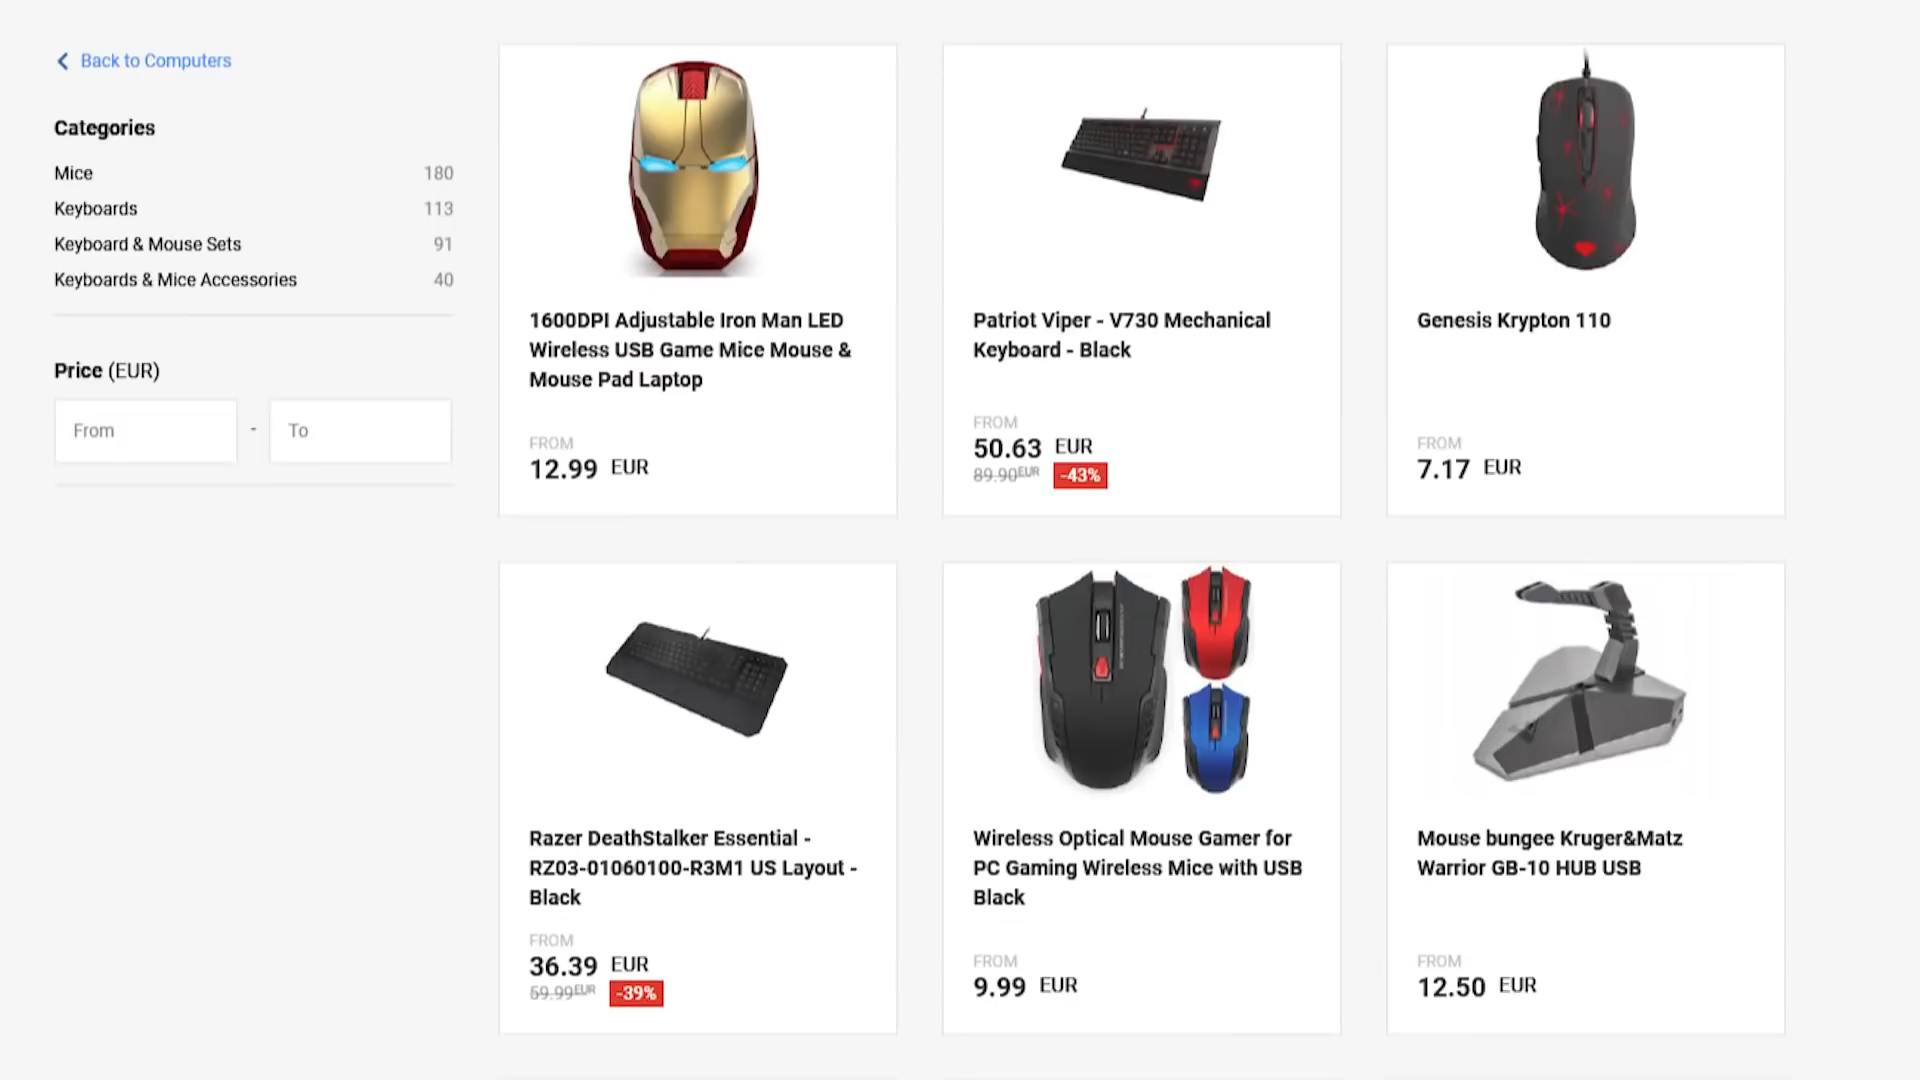 Back to Computers
Categories
Mice 180
Keyboards 113
Keyboard & Mouse Sets 91
Keyboards & Mice Accessories 40
Price (EUR)
From - To
1600DPI Adjustable Iron Man LED
Wireless USB Game Mice Mouse &
Mouse Pad Laptop
FROM
12.99 EUR
Patriot Viper - V730 Mechanical
Keyboard - Black
FROM
50.63 EUR
89.90EUR -43%
Genesis Krypton 110
FROM
7.17 EUR
Razer DeathStalker Essential -
RZ03-01060100-R3M1 US Layout -
Black
FROM
36.39 EUR
59.99EUR -39%
Wireless Optical Mouse Gamer for
PC Gaming Wireless Mice with USB
Black
FROM
9.99 EUR
Mouse bungee Kruger&Matz
Warrior GB-10 HUB USB
FROM
12.50 EUR